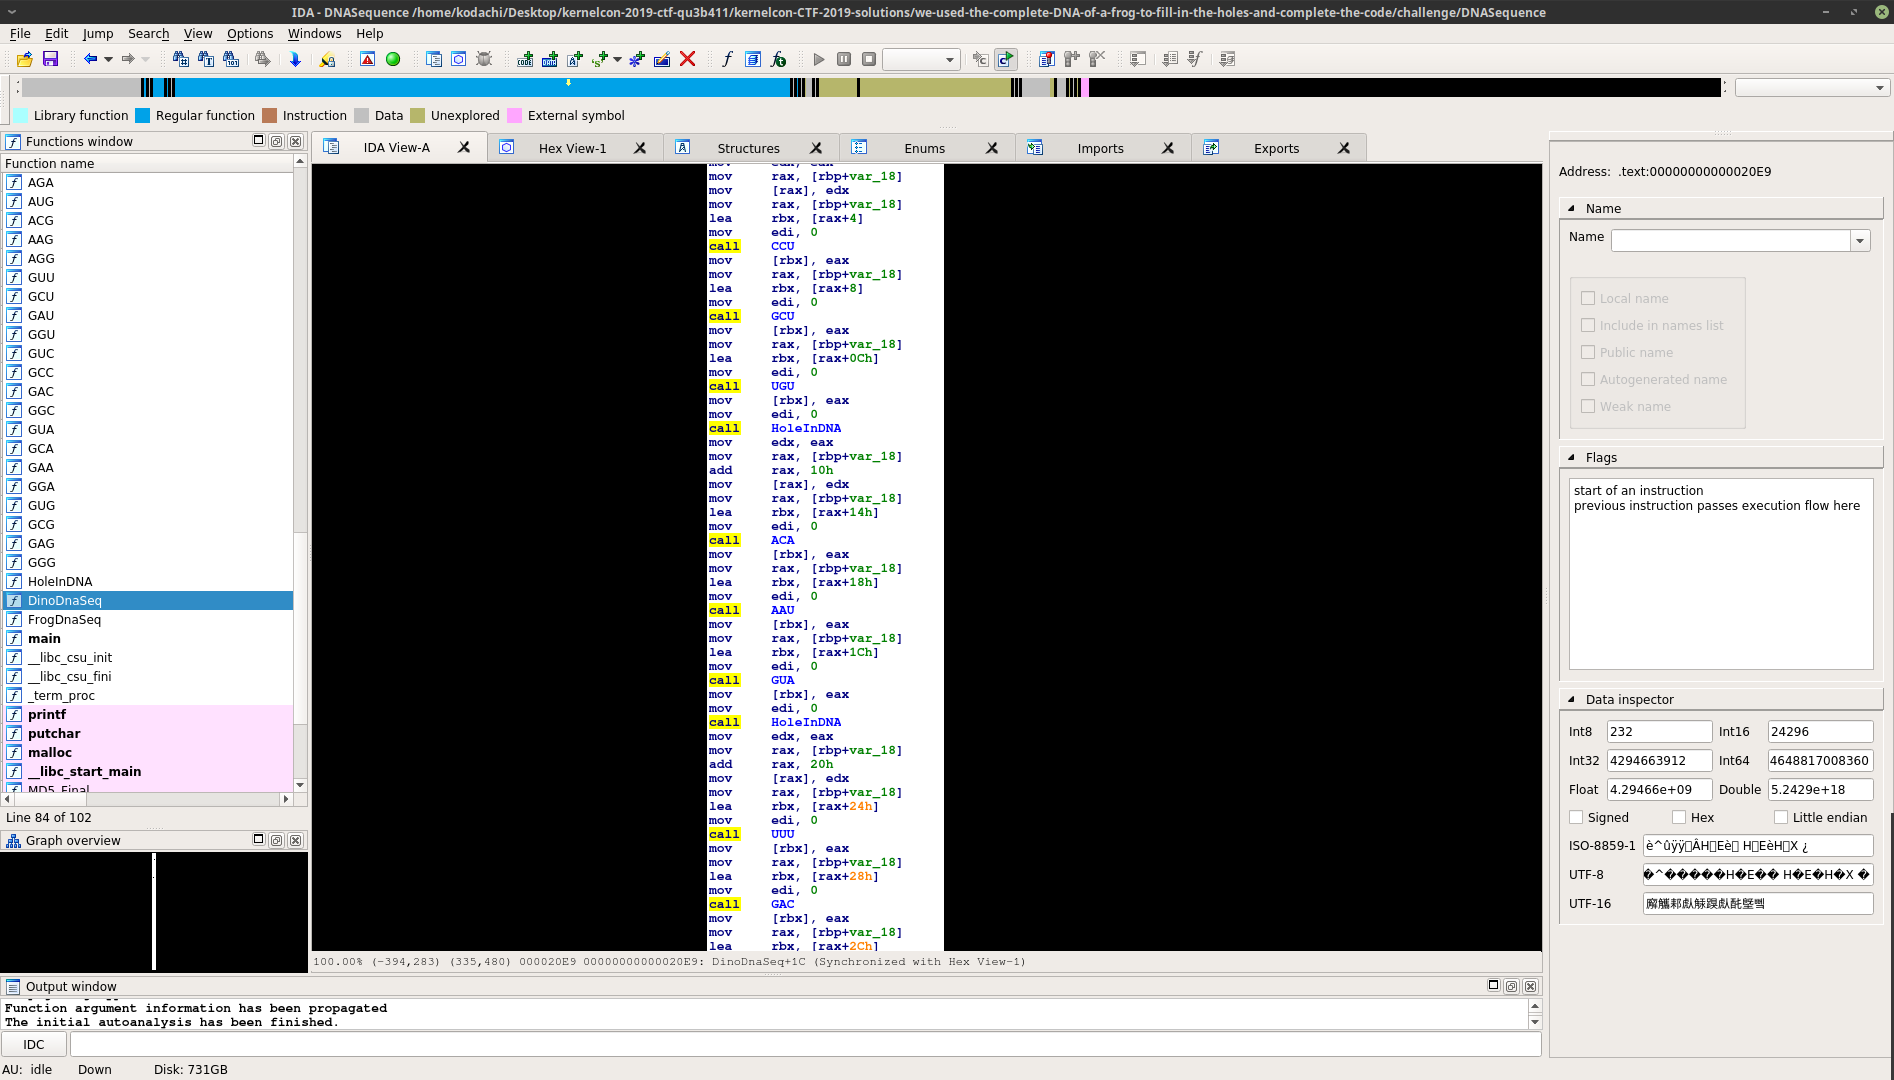 IDA - DNASequence /home/kodachi/Desktop/kernelcon-2019-ctf-qu3b411/kernelcon-CTF-2019-solutions/we-used-the-complete-DNA-of-a-frog-to-fill-in-the-holes-and-complete-the-code/challenge/DNASequence
File Edit Jump Search View Options Windows Help
Library function Regular function Instruction Data Unexplored External symbol
Functions window
Function name
AGA
AUG
ACG
AAG
AGG
GUU
GCU
GAU
GGU
GUC
GCC
GAC
GGC
GUA
GCA
GAA
GGA
GUG
GCG
GAG
GGG
HoleInDNA
DinoDnaSeq
FrogDnaSeq
main
__libc_csu_init
__libc_csu_fini
_term_proc
printf
putchar
malloc
__libc_start_main
MD5_Final
Line 84 of 102
Graph overview
IDA View-A Hex View-1 Structures Enums Imports Exports
mov edx, eax
mov rax, [rbp+var_18]
mov [rax], edx
mov rax, [rbp+var_18]
lea rbx, [rax+4]
mov edi, 0
call CCU
mov [rbx], eax
mov rax, [rbp+var_18]
lea rbx, [rax+8]
mov edi, 0
call GCU
mov [rbx], eax
mov rax, [rbp+var_18]
lea rbx, [rax+0Ch]
mov edi, 0
call UGU
mov [rbx], eax
mov edi, 0
call HoleInDNA
mov edx, eax
mov rax, [rbp+var_18]
add rax, 10h
mov [rax], edx
mov rax, [rbp+var_18]
lea rbx, [rax+14h]
mov edi, 0
call ACA
mov [rbx], eax
mov rax, [rbp+var_18]
lea rbx, [rax+18h]
mov edi, 0
call AAU
mov [rbx], eax
mov rax, [rbp+var_18]
lea rbx, [rax+1Ch]
mov edi, 0
call GUA
mov [rbx], eax
mov edi, 0
call HoleInDNA
mov edx, eax
mov rax, [rbp+var_18]
add rax, 20h
mov [rax], edx
mov rax, [rbp+var_18]
lea rbx, [rax+24h]
mov edi, 0
call UUU
mov [rbx], eax
mov rax, [rbp+var_18]
lea rbx, [rax+28h]
mov edi, 0
call GAC
mov [rbx], eax
mov rax, [rbp+var_18]
lea rbx, [rax+2Ch]
100.00% (-394,283) (335,480) 000020E9 00000000000020E9: DinoDnaSeq+1C (Synchronized with Hex View-1)
Address: .text:00000000000020E9
Name
Name
Local name
Include in names list
Public name
Autogenerated name
Weak name
Flags
start of an instruction
previous instruction passes execution flow here
Data inspector
Int8 232 Int16 24296
Int32 4294663912 Int64 4648817008360
Float 4.29466e+09 Double 5.2429e+18
Signed Hex Little endian
ISO-8859-1
UTF-8
UTF-16
Output window
Function argument information has been propagated
The initial autoanalysis has been finished.
IDC
AU: idle Down Disk: 731GB